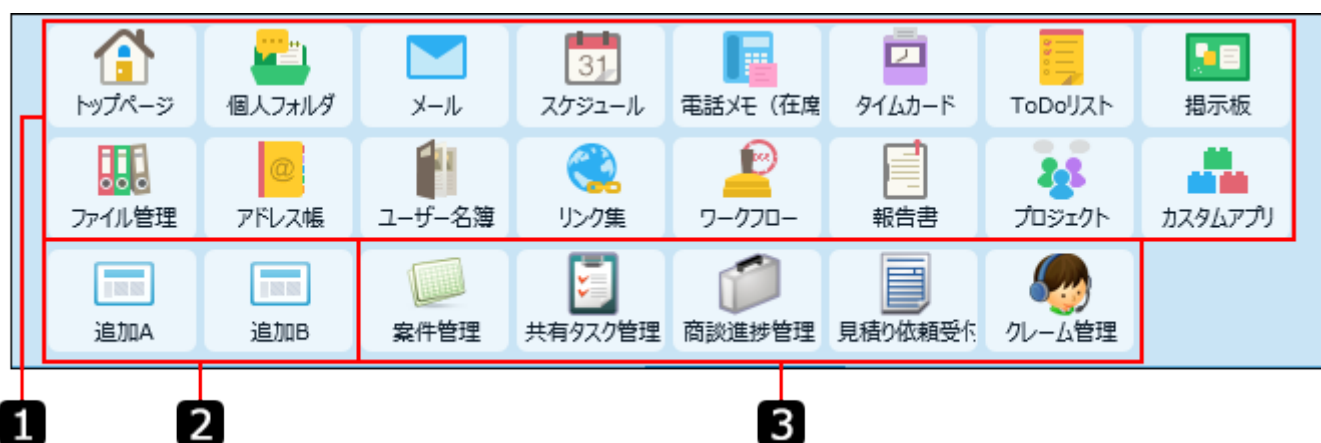 トップページ 個人フォルダ メール スケジュール 電話メモ（在席 タイムカード ToDoリスト 掲示板
ファイル管理 アドレス帳 ユーザー名簿 リンク集 ワークフロー 報告書 プロジェクト カスタムアプリ
追加A 追加B 案件管理 共有タスク管理 商談進捗管理 見積り依頼受付 クレーム管理
1 2 3